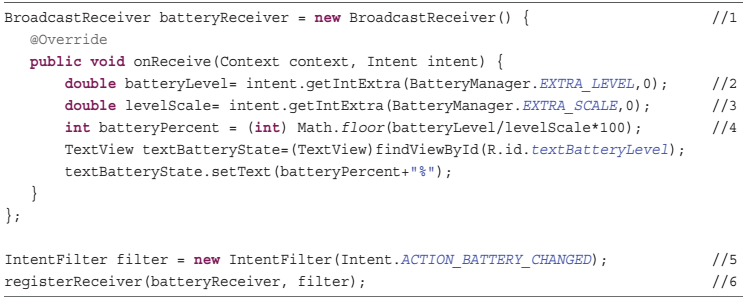 BroadcastReceiver batteryReceiver = new BroadcastReceiver() { //1
@Override
public void onReceive(Context context, Intent intent) {
double batteryLevel= intent.getIntExtra(BatteryManager.EXTRA_LEVEL,0); //2
double levelScale= intent.getIntExtra(BatteryManager.EXTRA_SCALE,0); //3
int batteryPercent = (int) Math.floor(batteryLevel/levelScale*100); //4
TextView textBatteryState=(TextView)findViewById(R.id.textBatteryLevel);
textBatteryState.setText(batteryPercent+"%");
}
};
IntentFilter filter = new IntentFilter(Intent.ACTION_BATTERY_CHANGED); //5
registerReceiver(batteryReceiver, filter); //6